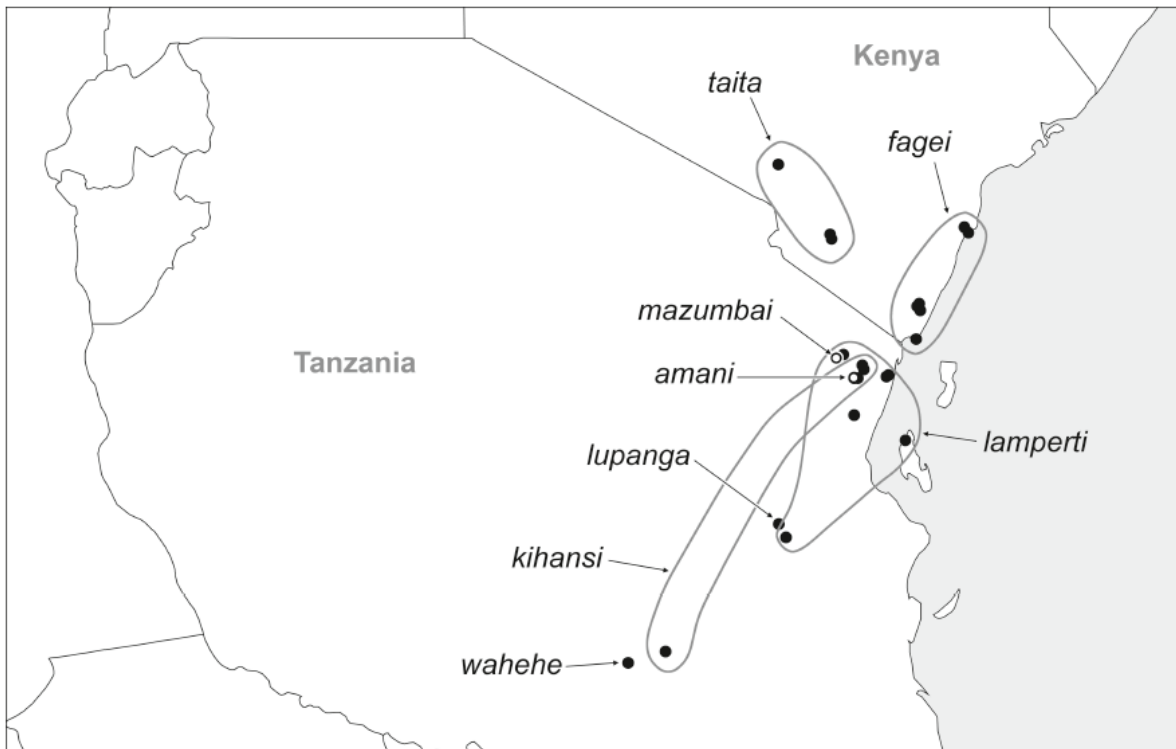 Kenya
taita
fagei
mazumbai
Tanzania
amani
lamperti
lupanga
kihansi
wahehe